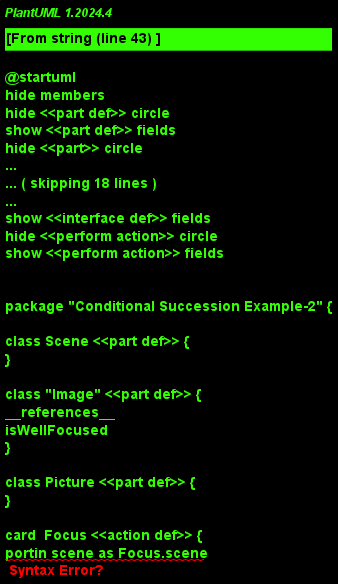 PlantUML 1.2024.4
[From string (line 43) ]
@startuml
hide members
hide <<part def>> circle
show <<part def>> fields
hide <<part>> circle
...
... ( skipping 18 lines )
...
show <<interface def>> fields
hide <<perform action>> circle
show <<perform action>> fields
package "Conditional Succession Example-2" {
class Scene <<part def>> {
}
class "Image" <<part def>> {
__references__
isWellFocused
}
class Picture <<part def>> {
}
card  Focus <<action def>> {
portin scene as Focus.scene
Syntax Error?